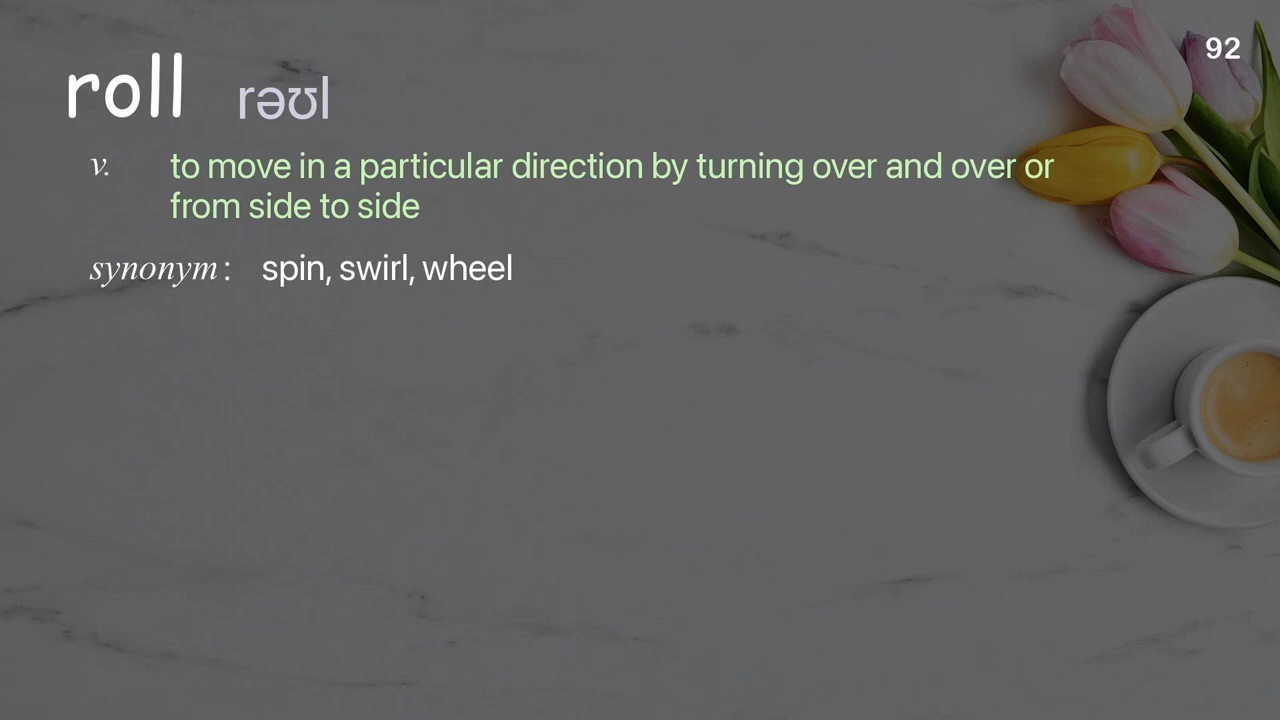 92
roll rəʊl
v. to move in a particular direction by turning over and over or
from side to side
synonym : spin, swirl, wheel